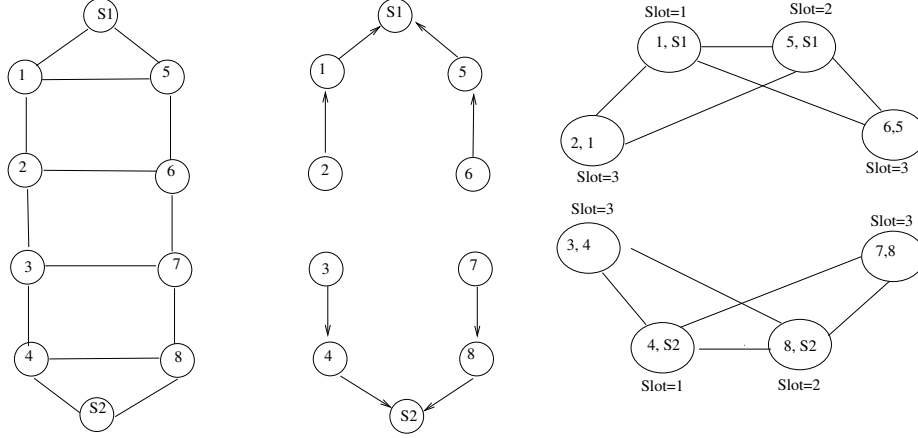 S1
1
5
2
6
3
7
4
8
S2
S1
1
5
2
6
3
7
4
8
S2
Slot=1
Slot=2
1, S1
5, S1
2, 1
6,5
Slot=3
Slot=3
Slot=3
Slot=3
3, 4
7,8
4, S2
8, S2
Slot=1
Slot=2